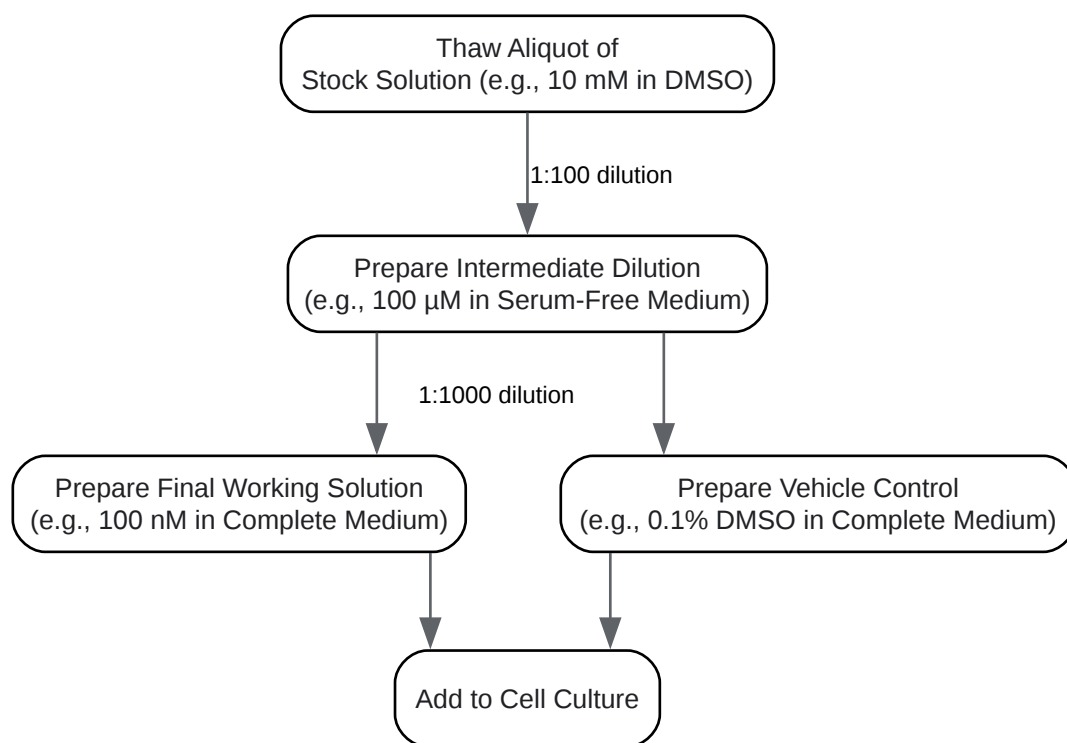 Thaw Aliquot of
Stock Solution (e.g., 10 mM in DMSO)
1:100 dilution
Prepare Intermediate Dilution
(e.g., 100 µM in Serum-Free Medium)
1:1000 dilution
Prepare Final Working Solution
(e.g., 100 nM in Complete Medium)
Prepare Vehicle Control
(e.g., 0.1% DMSO in Complete Medium)
Add to Cell Culture